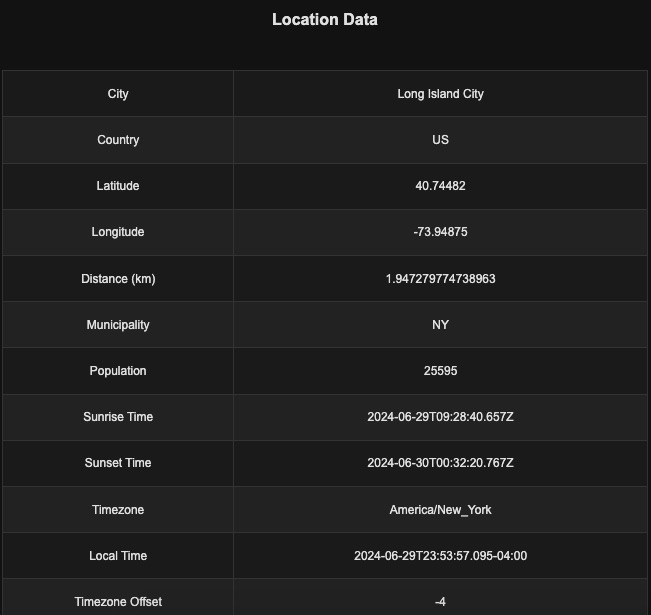 Location Data
City Long Island City
Country US
Latitude 40.74482
Longitude -73.94875
Distance (km) 1.947279774738963
Municipality NY
Population 25595
Sunrise Time 2024-06-29T09:28:40.657Z
Sunset Time 2024-06-30T00:32:20.767Z
Timezone America/New_York
Local Time 2024-06-29T23:53:57.095-04:00
Timezone Offset -4